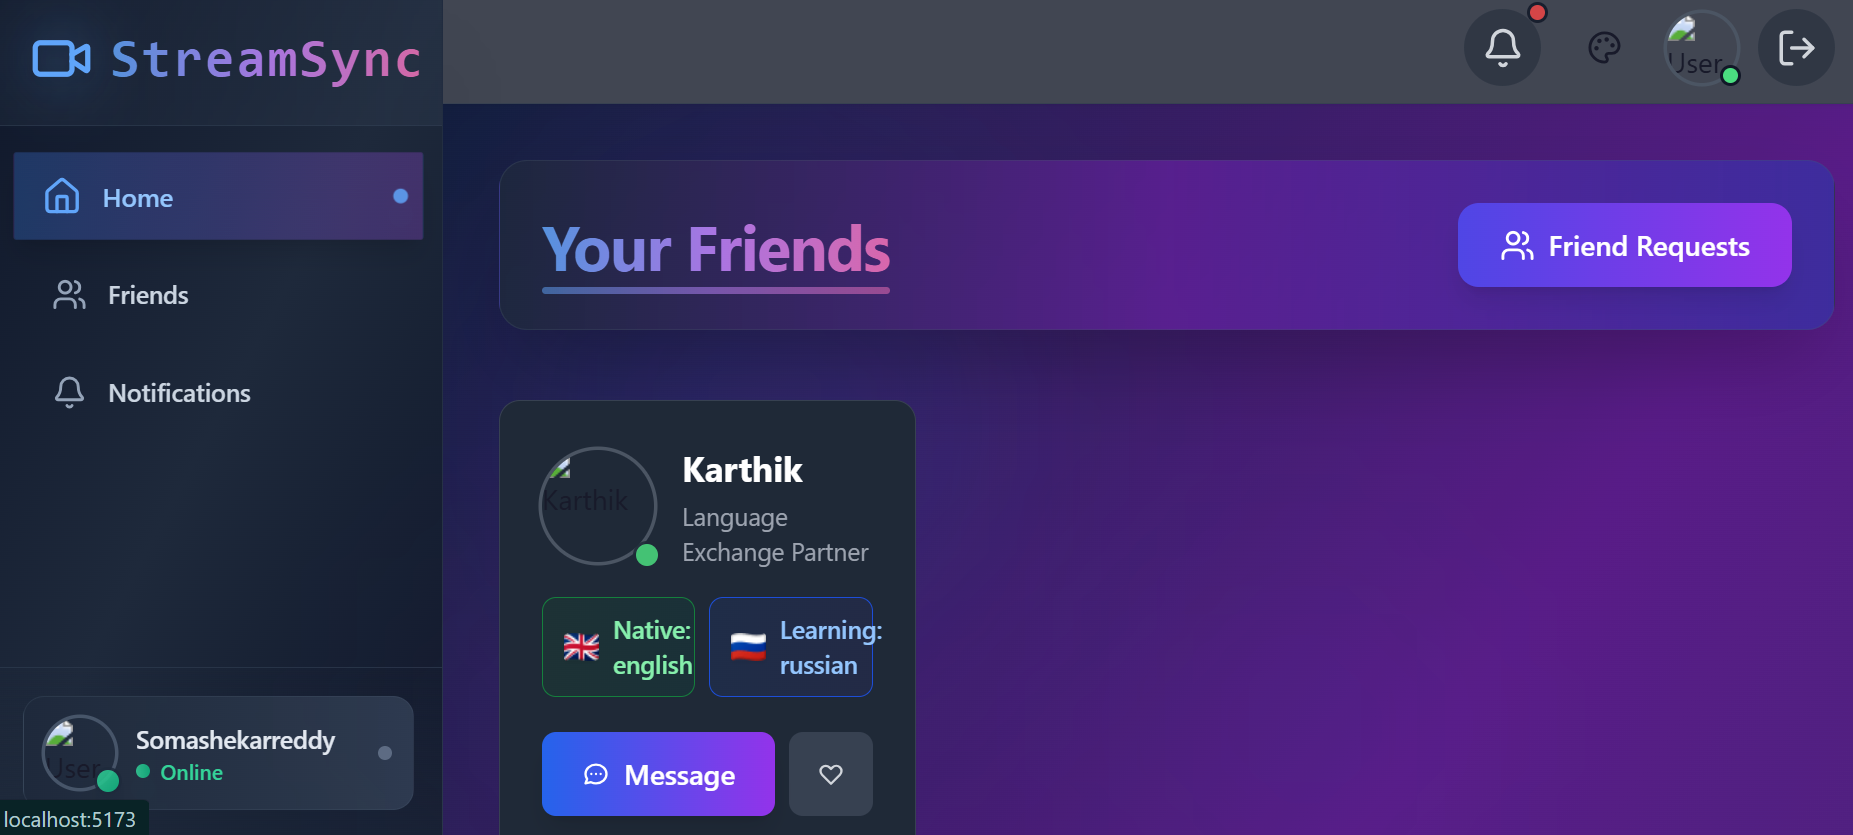 StreamSync
User
Home
Friends
Notifications
Your Friends
Friend Requests
Karthik
Karthik
Language
Exchange Partner
Native:
english
Learning:
russian
Message
Somashekarreddy
Online
User
localhost:5173